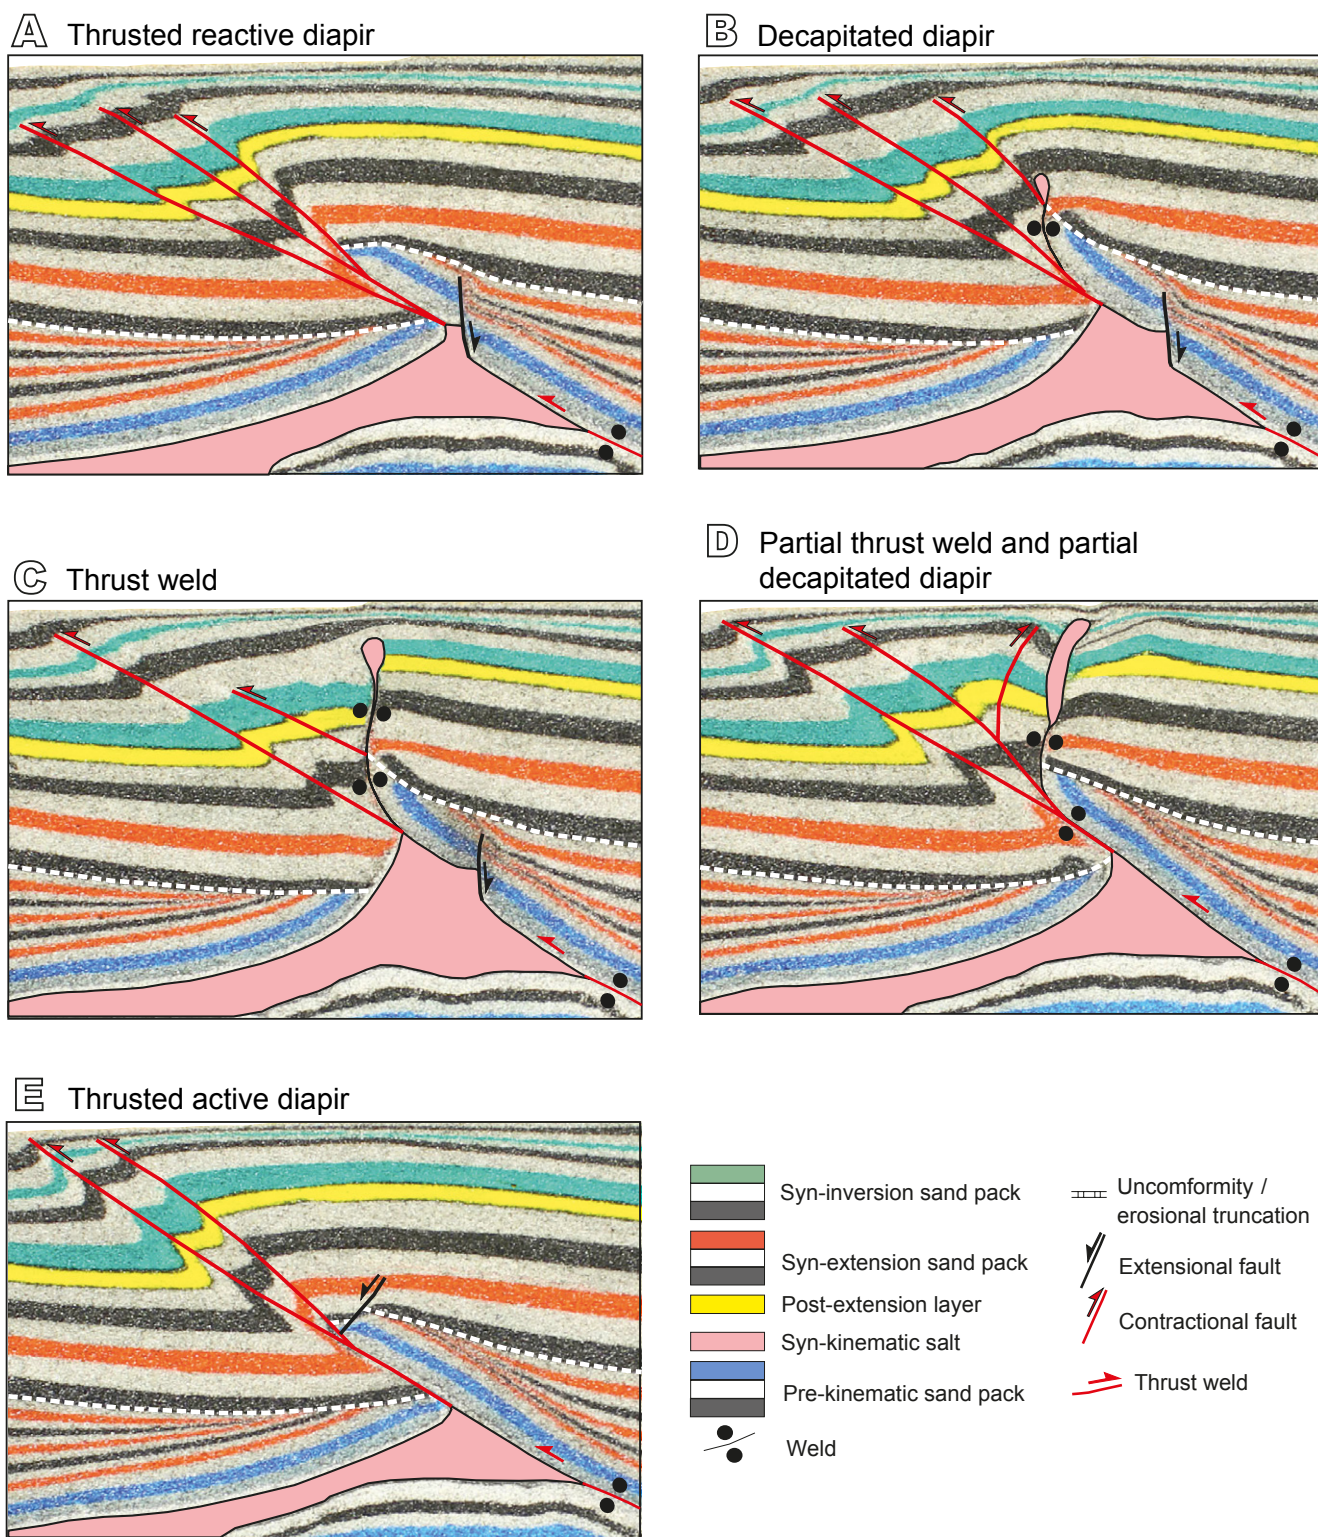 A Thrusted reactive diapir
B Decapitated diapir
C Thrust weld
D Partial thrust weld and partial
decapitated diapir
E Thrusted active diapir
Syn-inversion sand pack
Syn-extension sand pack
Post-extension layer
Syn-kinematic salt
Pre-kinematic sand pack
Weld
Uncomformity /
erosional truncation
Extensional fault
Contractional fault
Thrust weld